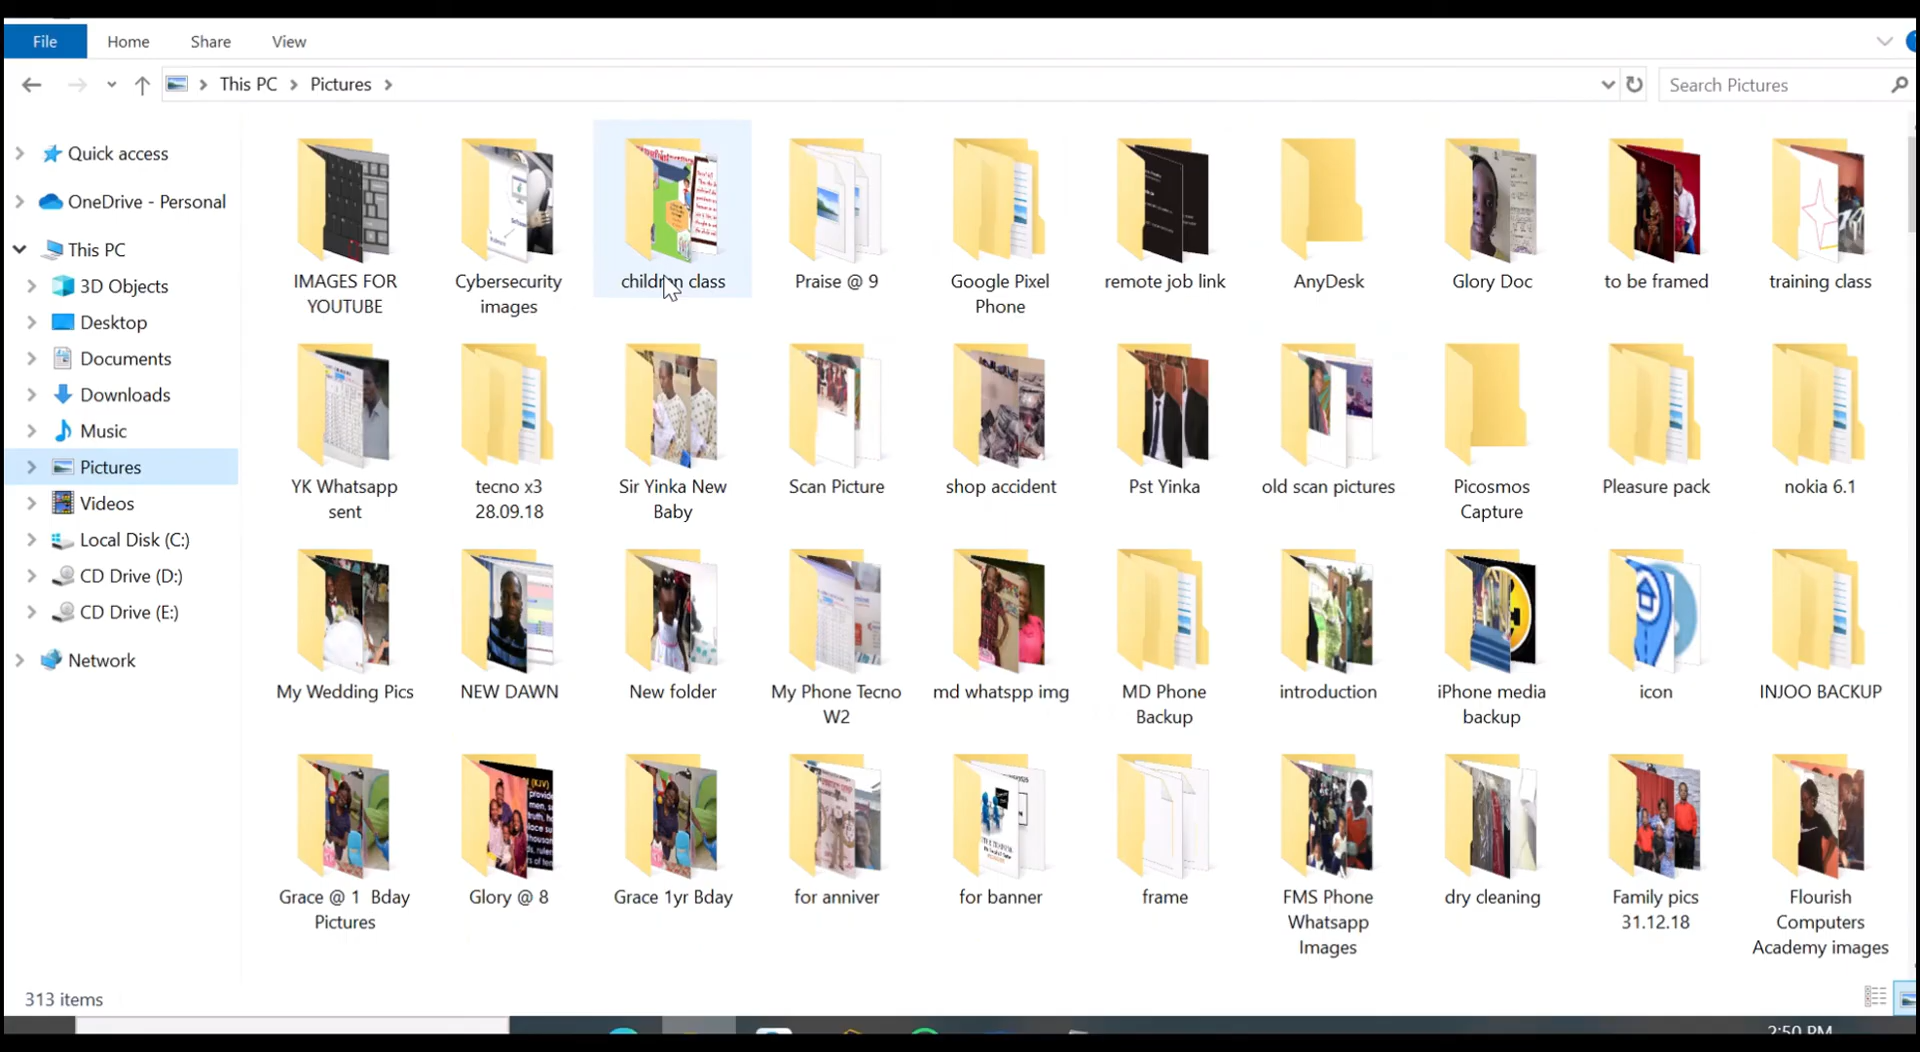 File
Home
Share
View
This PC
Pictures
Search Pictures
Quick access
OneDrive - Personal
This PC
3D Objects
Desktop
Documents
Downloads
Music
Pictures
Videos
Local Disk (C:)
CD Drive (D:)
CD Drive (E:)
Network
IMAGES FOR
YOUTUBE
Cybersecurity
images
children class
Praise @ 9
Google Pixel
Phone
remote job link
AnyDesk
Glory Doc
to be framed
training class
YK Whatsapp
sent
tecno x3
28.09.18
Sir Yinka New
Baby
Scan Picture
shop accident
Pst Yinka
old scan pictures
Picosmos
Capture
Pleasure pack
nokia 6.1
My Wedding Pics
NEW DAWN
New folder
My Phone Tecno
W2
md whatspp img
MD Phone
Backup
introduction
iPhone media
backup
icon
INJOO BACKUP
Grace @ 1  Bday
Pictures
Glory @ 8
Grace 1yr Bday
for anniver
for banner
frame
FMS Phone
Whatsapp
Images
dry cleaning
Family pics
31.12.18
Flourish
Computers
Academy images
313 items
2:50 PM